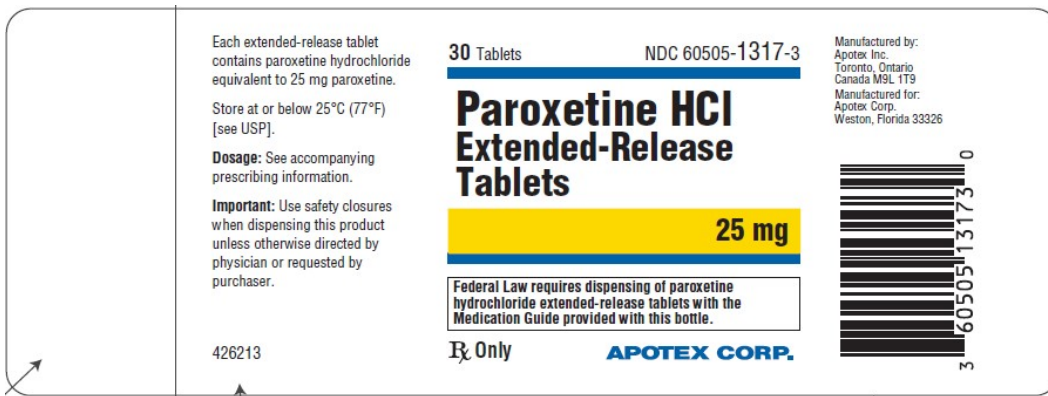 Each extended-release tablet
contains paroxetine hydrochloride
equivalent to 25 mg paroxetine.
Store at or below 25°C (77°F)
[see USP].
Dosage: See accompanying
prescribing information.
Important: Use safety closures
when dispensing this product
unless otherwise directed by
physician or requested by
purchaser.
426213
30 Tablets NDC 60505-1317-3
Paroxetine HCl
Extended-Release
Tablets
25 mg
Federal Law requires dispensing of paroxetine
hydrochloride extended-release tablets with the
Medication Guide provided with this bottle.
Rx Only APOTEX CORP.
Manufactured by:
Apotex Inc.
Toronto, Ontario
Canada M9L 1T9
Manufactured for:
Apotex Corp.
Weston, Florida 33326
3 60505 13173 0